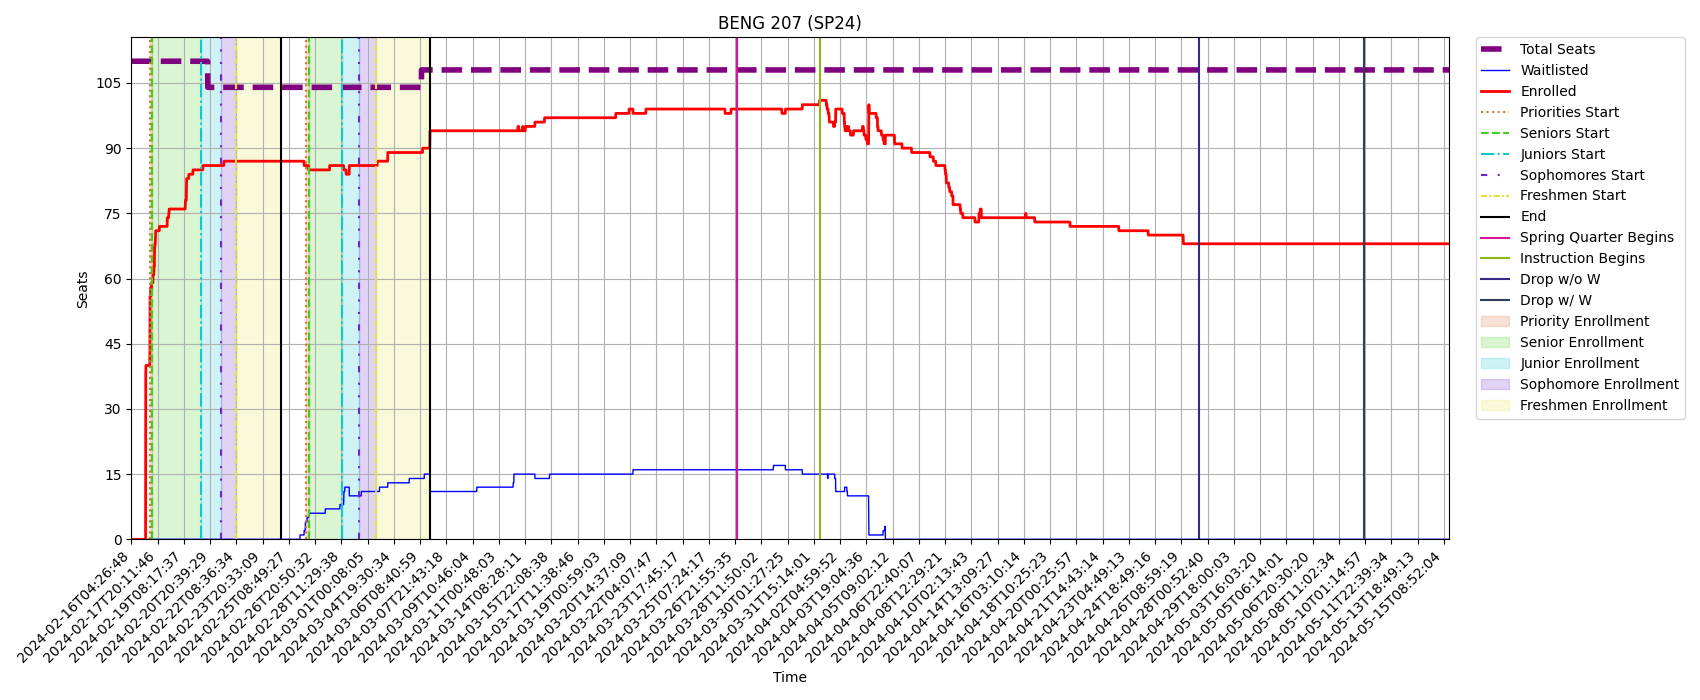 BENG 207 (SP24)
Seats
105
90
75
60
45
30
15
0
2024-02-16T04:26:48
2024-02-17T20:11:46
2024-02-19T08:17:37
2024-02-20T20:39:29
2024-02-22T08:36:34
2024-02-23T20:33:09
2024-02-25T08:49:27
2024-02-26T20:50:32
2024-02-28T11:29:38
2024-03-01T00:08:05
2024-03-04T19:30:34
2024-03-06T08:40:59
2024-03-07T21:43:18
2024-03-09T10:46:04
2024-03-11T00:48:03
2024-03-14T08:28:11
2024-03-15T22:08:38
2024-03-17T11:38:46
2024-03-19T00:59:03
2024-03-20T14:37:09
2024-03-22T04:07:47
2024-03-23T17:45:17
2024-03-25T07:24:17
2024-03-26T21:55:35
2024-03-28T11:50:02
2024-03-30T01:27:25
2024-03-31T15:14:01
2024-04-02T04:59:52
2024-04-03T19:04:36
2024-04-05T09:02:12
2024-04-06T22:40:07
2024-04-08T12:29:21
2024-04-10T02:13:43
2024-04-14T13:09:27
2024-04-16T03:10:14
2024-04-18T10:25:23
2024-04-20T00:25:57
2024-04-21T14:43:14
2024-04-23T04:49:13
2024-04-24T18:49:16
2024-04-26T08:59:19
2024-04-28T00:52:40
2024-04-29T18:00:03
2024-05-03T16:03:20
2024-05-05T06:14:01
2024-05-06T20:30:20
2024-05-08T11:02:34
2024-05-10T01:14:57
2024-05-11T22:39:34
2024-05-13T18:49:13
2024-05-15T08:52:04
Time
Total Seats
Waitlisted
Enrolled
Priorities Start
Seniors Start
Juniors Start
Sophomores Start
Freshmen Start
End
Spring Quarter Begins
Instruction Begins
Drop w/o W
Drop w/ W
Priority Enrollment
Senior Enrollment
Junior Enrollment
Sophomore Enrollment
Freshmen Enrollment